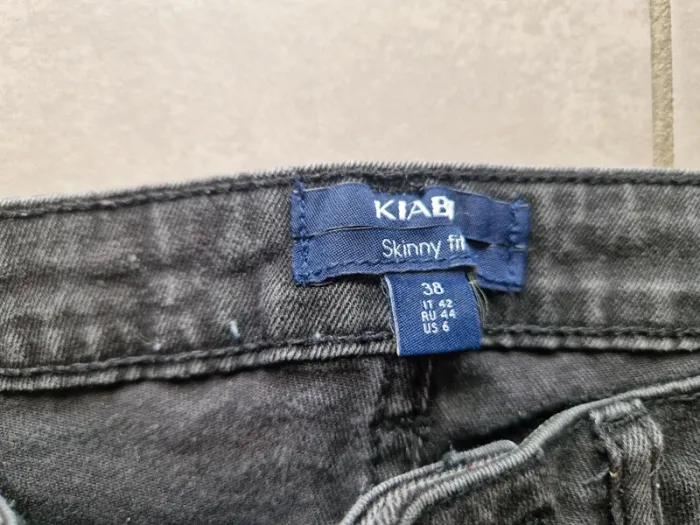 KIABI
Skinny fit
38
IT 42
RU 44
US 6